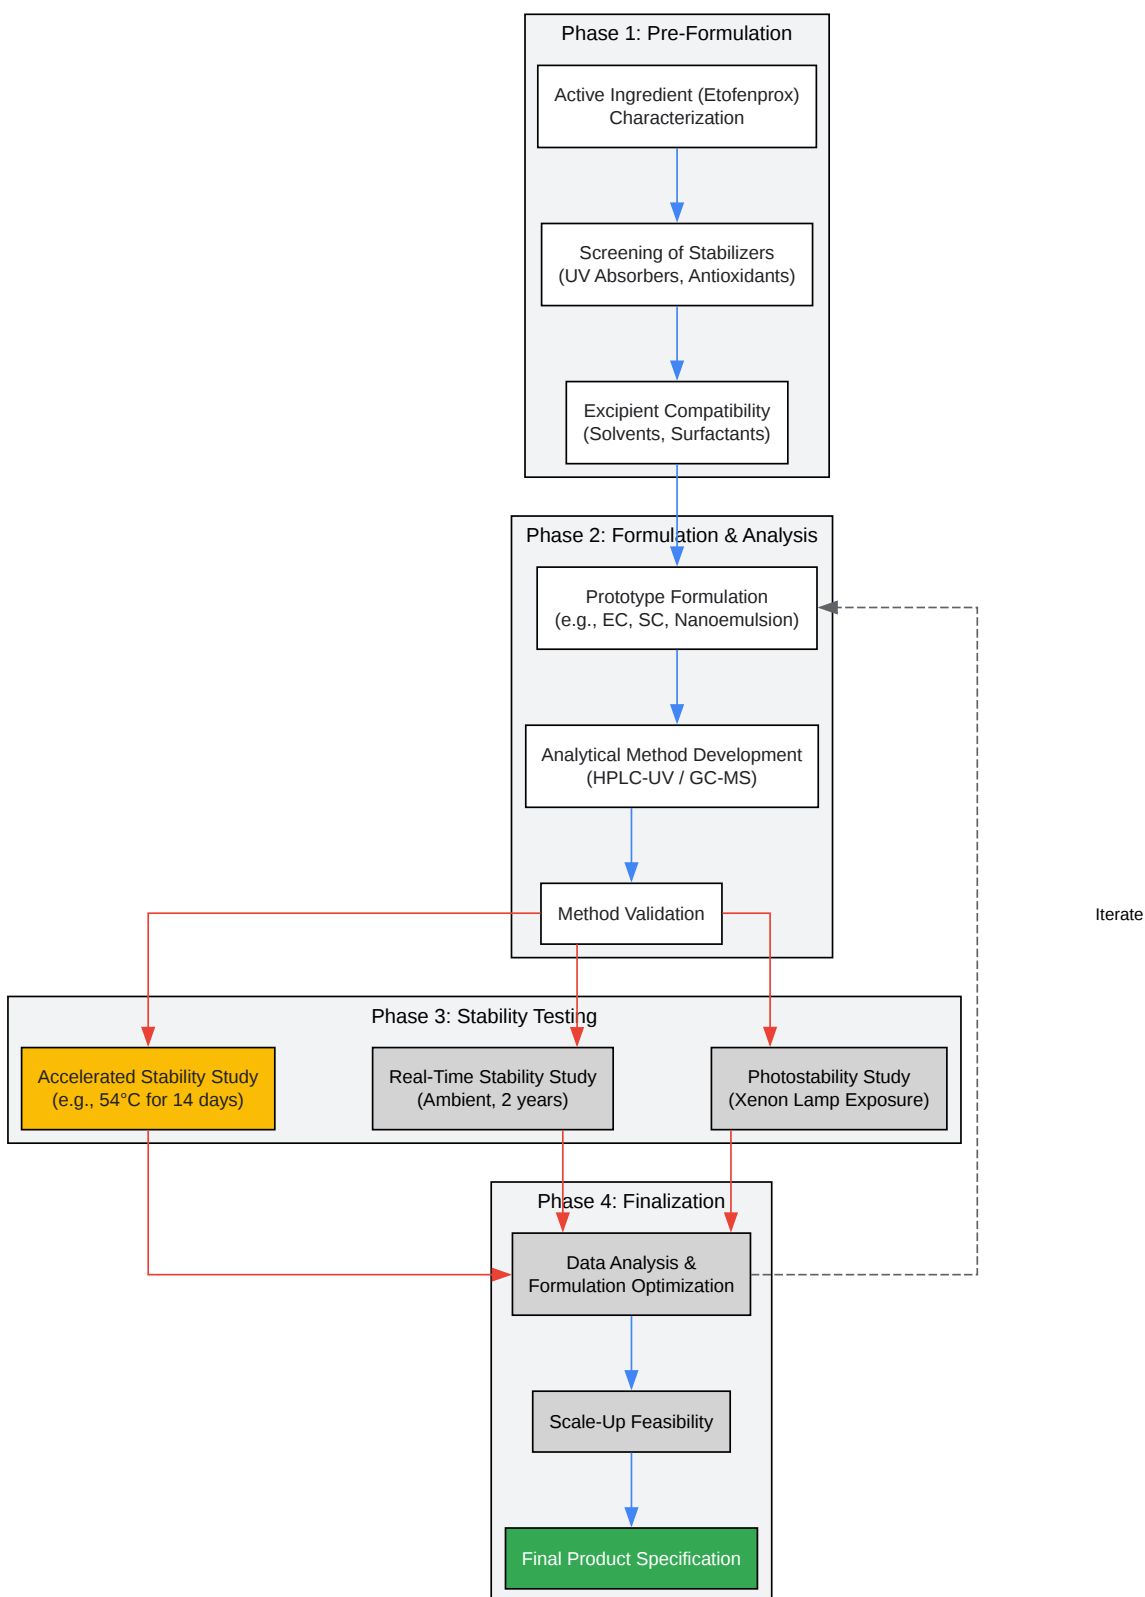 Phase 1: Pre-Formulation
Active Ingredient (Etofenprox)
Characterization
Screening of Stabilizers
(UV Absorbers, Antioxidants)
Excipient Compatibility
(Solvents, Surfactants)
Phase 2: Formulation & Analysis
Prototype Formulation
(e.g., EC, SC, Nanoemulsion)
Analytical Method Development
(HPLC-UV / GC-MS)
Method Validation
Iterate
Phase 3: Stability Testing
Accelerated Stability Study
(e.g., 54°C for 14 days)
Real-Time Stability Study
(Ambient, 2 years)
Photostability Study
(Xenon Lamp Exposure)
Phase 4: Finalization
Data Analysis &
Formulation Optimization
Scale-Up Feasibility
Final Product Specification